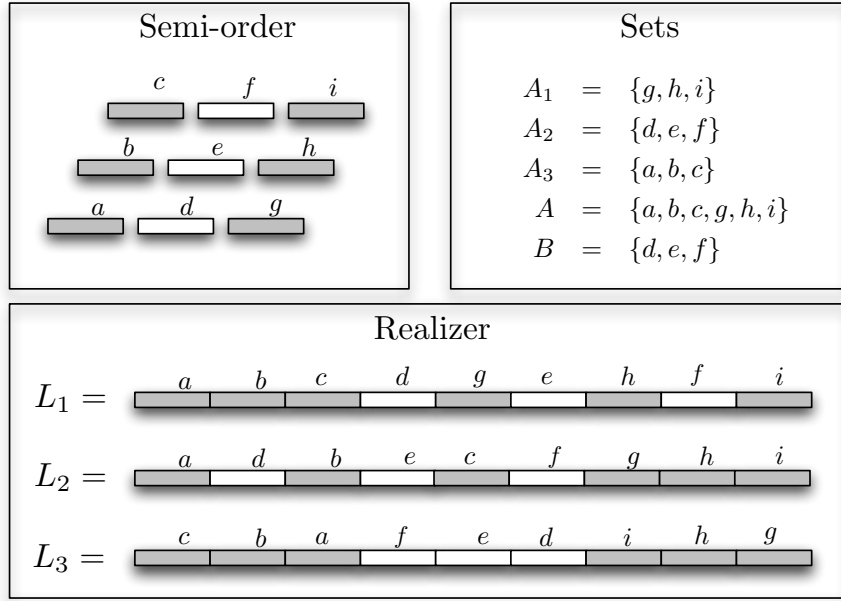 Semi-order
c f i
b e h
a d g
Sets
A₁ = {g, h, i}
A₂ = {d, e, f}
A₃ = {a, b, c}
A = {a, b, c, g, h, i}
B = {d, e, f}
Realizer
L₁ = a b c d g e h f i
L₂ = a d b e c f g h i
L₃ = c b a f e d i h g